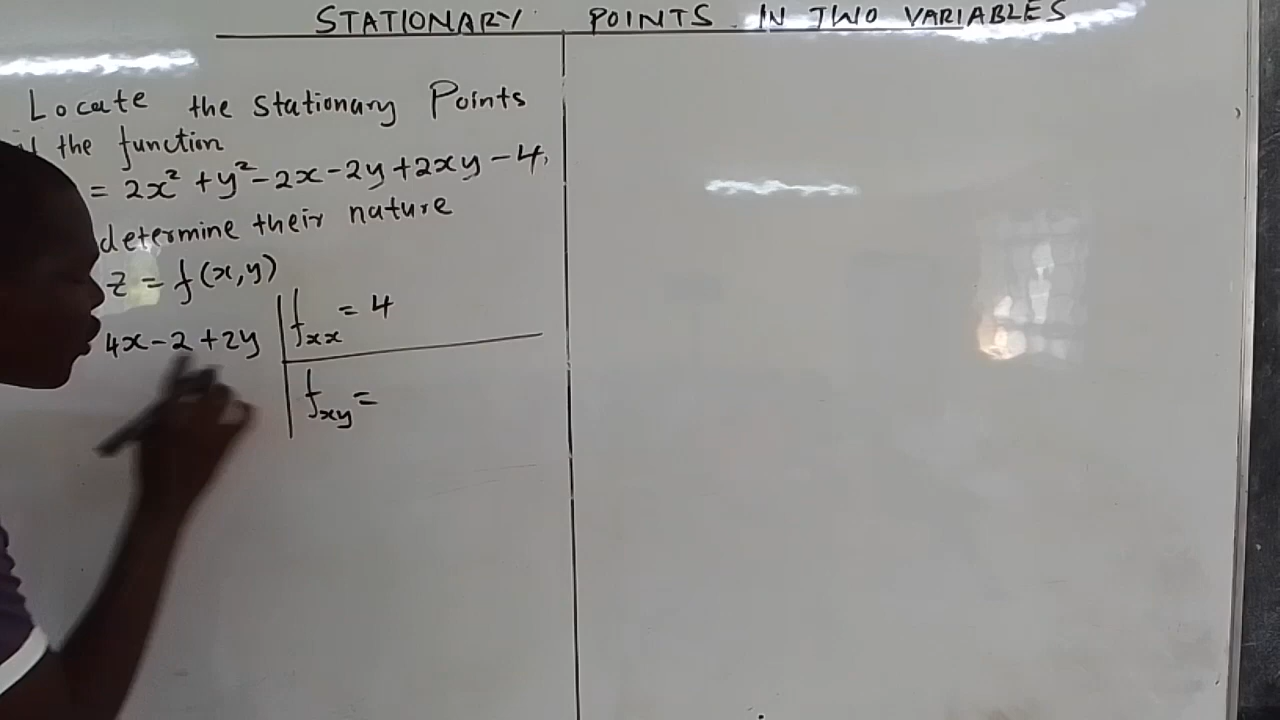 STATIONARY POINTS IN TWO VARIABLES
Locate the Stationary Points
the function
= 2x² + y² - 2x - 2y + 2xy - 4,
determine their nature
z = f(x,y)
4x - 2 + 2y
fxx = 4
fxy =